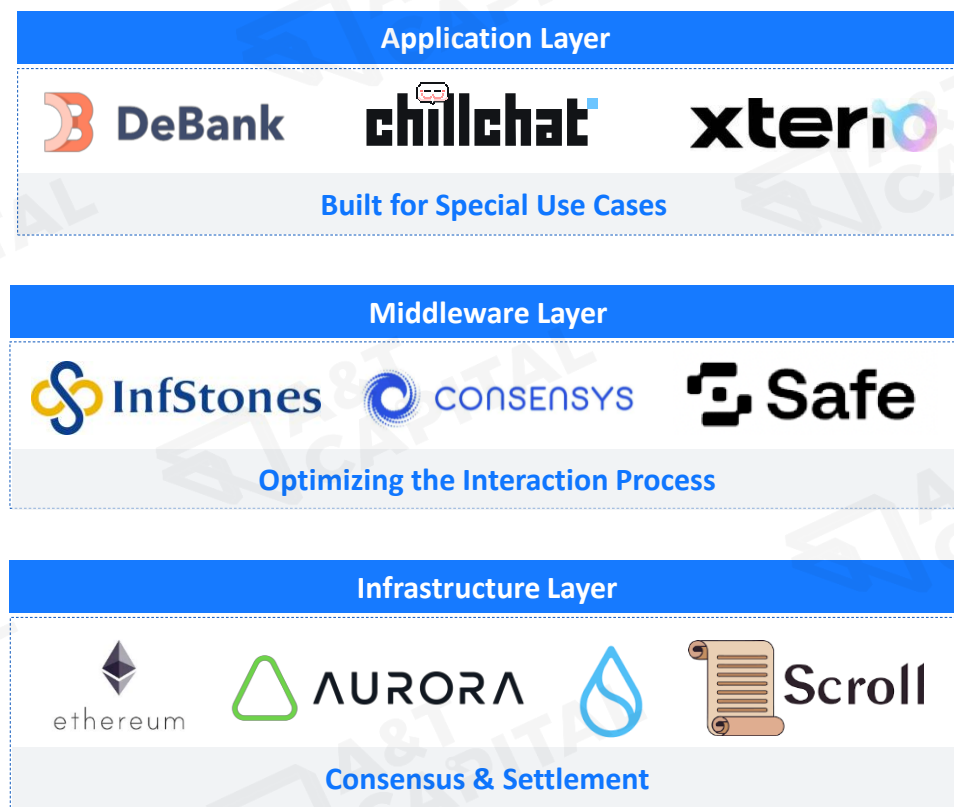 Application Layer
DeBank chillchat xterio
Built for Special Use Cases
Middleware Layer
InfStones CONSENSYS Safe
Optimizing the Interaction Process
Infrastructure Layer
ethereum AURORA Scroll
Consensus & Settlement
A&T
CAPITAL